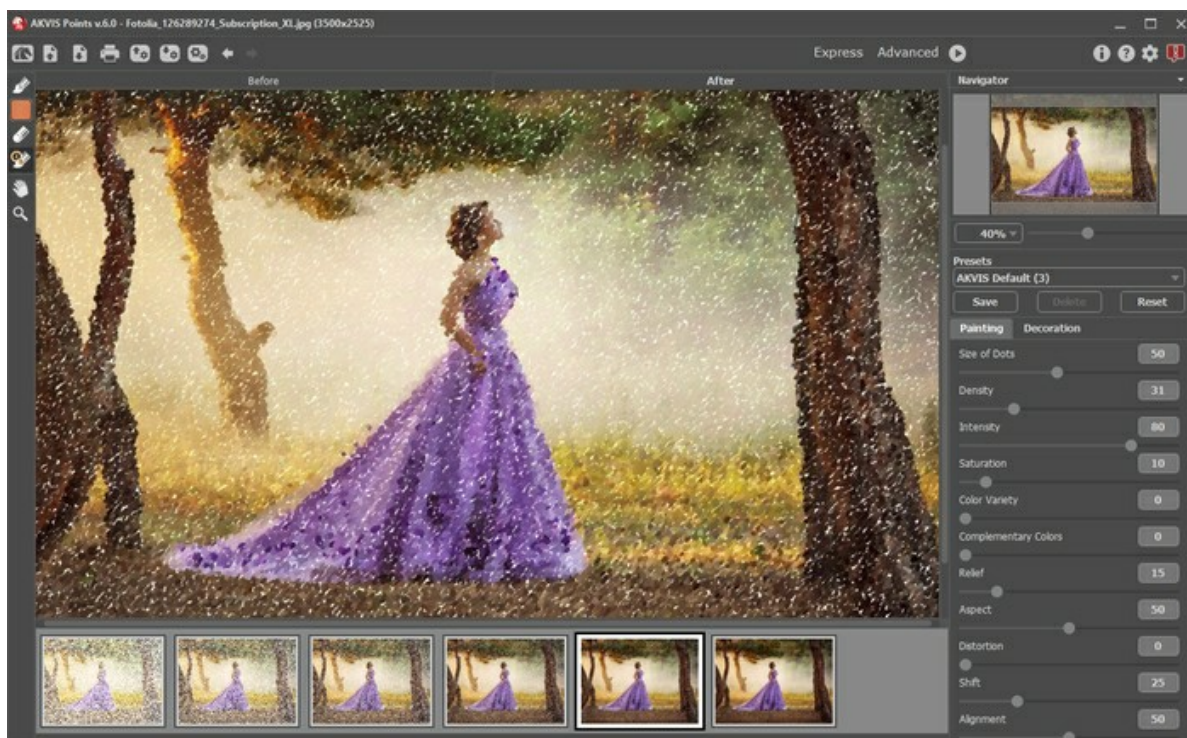 AKVIS Points v.6.0 - Fotolia_126289274_Subscription_XL.jpg (3500x2525)
Express Advanced
Before After
Navigator
40%
Presets
AKVIS Default (3)
Save Delete Reset
Painting Decoration
Size of Dots 50
Density 31
Intensity 80
Saturation 10
Color Variety 0
Complementary Colors 0
Relief 15
Aspect 50
Distortion 0
Shift 25
Alignment 50